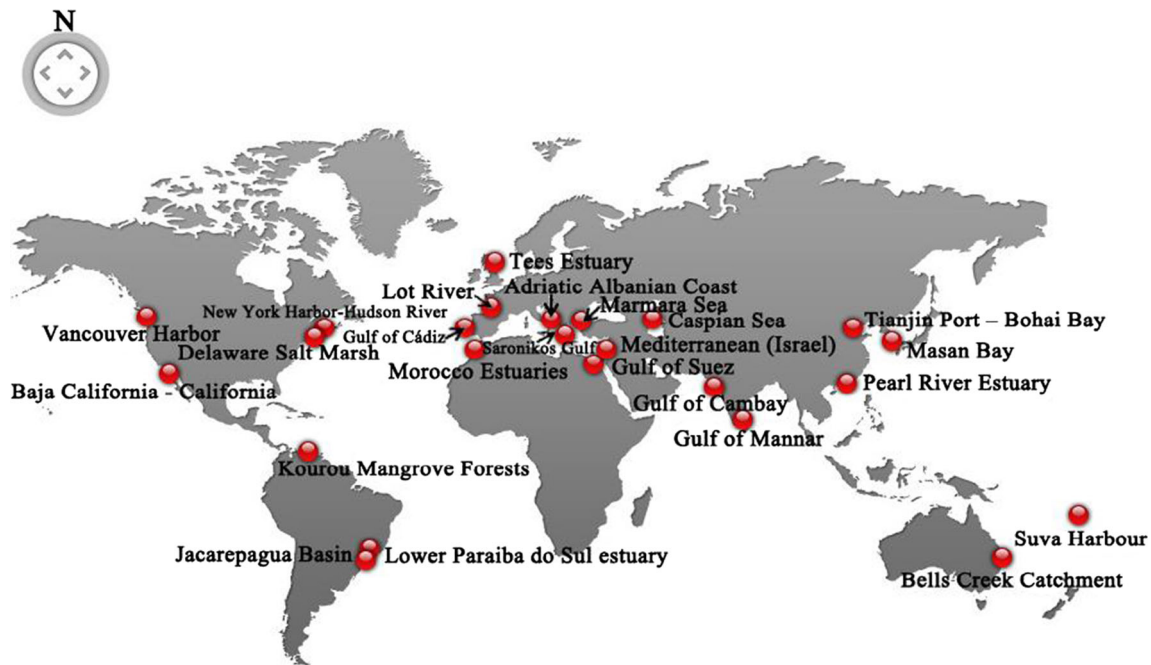 N
Tees Estuary
Adriatic Albanian Coast
Lot River
Marmara Sea
New York Harbor-Hudson River
Caspian Sea
Tianjin Port – Bohai Bay
Vancouver Harbor
Gulf of Cádiz
Saronikos Gulf
Mediterranean (Israel)
Masan Bay
Delaware Salt Marsh
Morocco Estuaries
Gulf of Suez
Pearl River Estuary
Baja California - California
Gulf of Cambay
Gulf of Mannar
Kourou Mangrove Forests
Suva Harbour
Jacarepagua Basin
Lower Paraiba do Sul estuary
Bells Creek Catchment